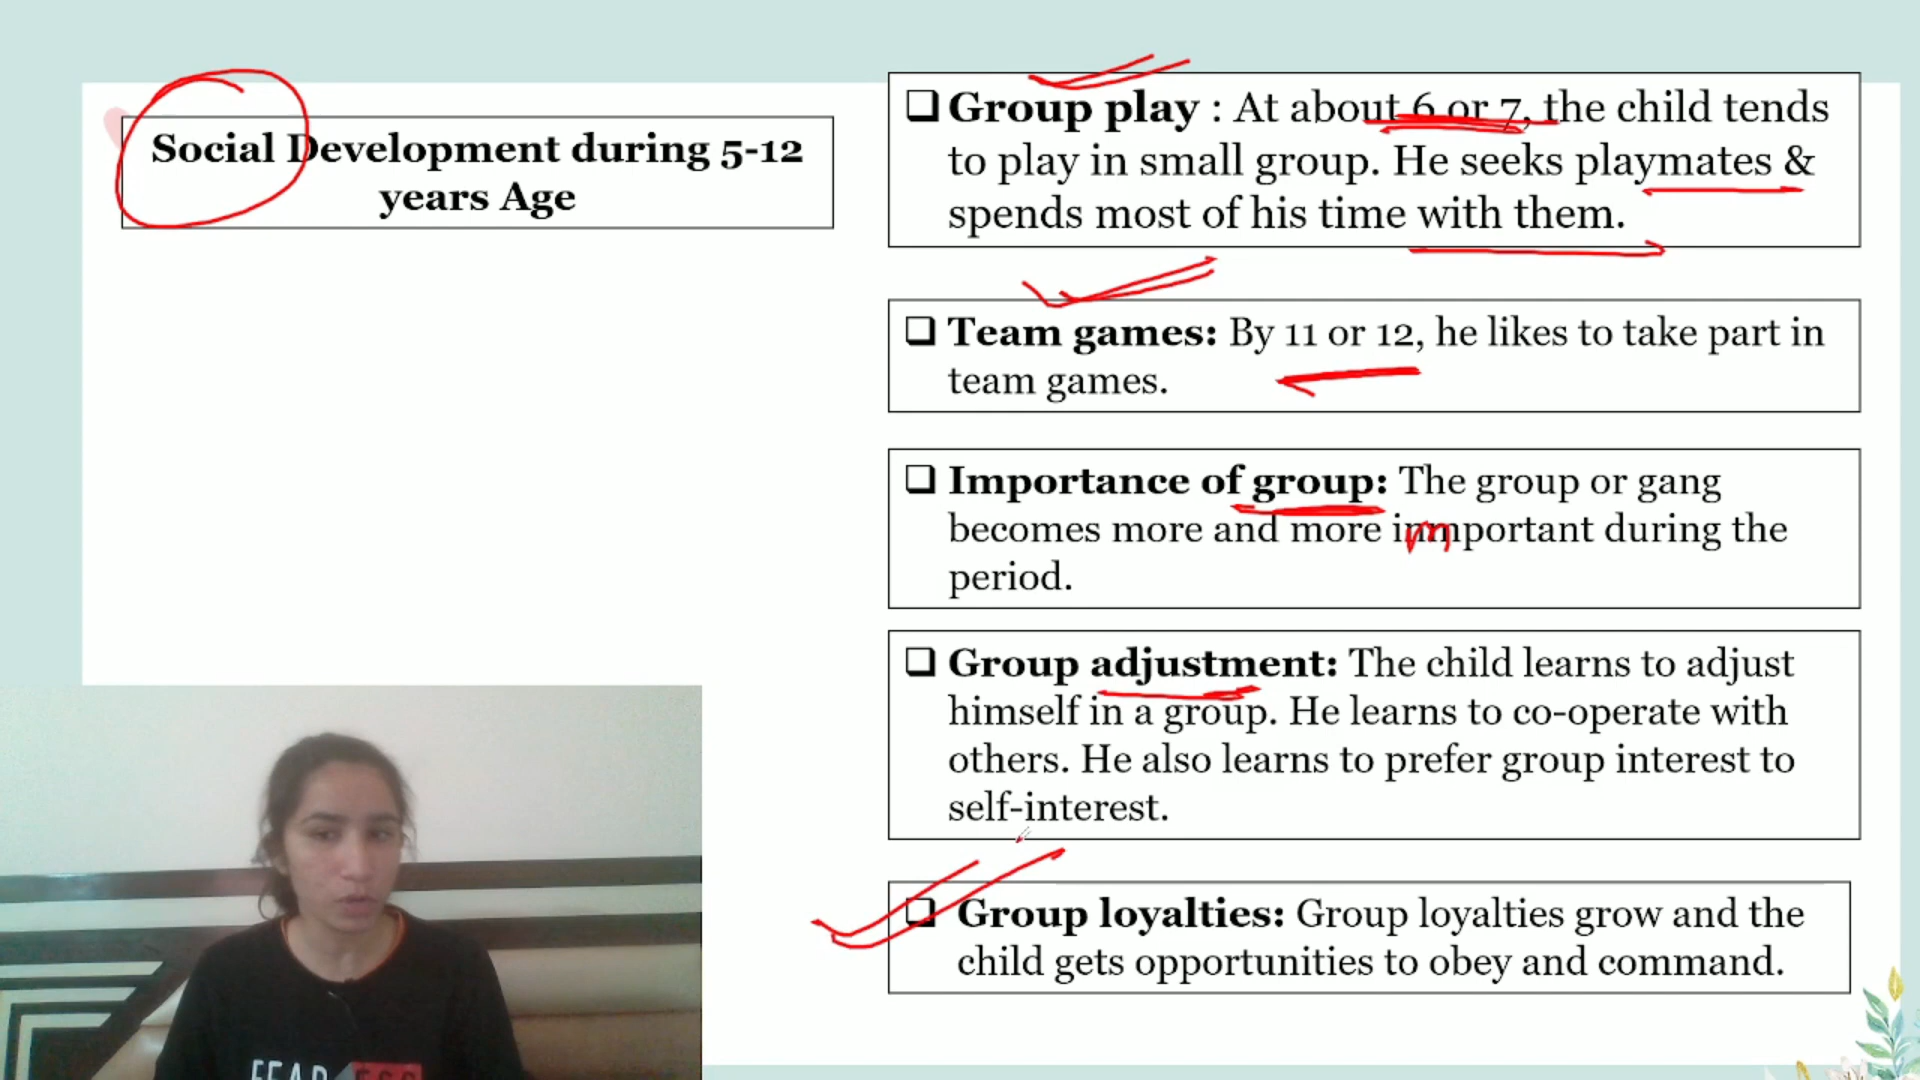 Social Development during 5-12
years Age
❑ Group play : At about 6 or 7, the child tends
to play in small group. He seeks playmates &
spends most of his time with them.
❑ Team games: By 11 or 12, he likes to take part in
team games.
❑ Importance of group: The group or gang
becomes more and more important during the
period.
❑ Group adjustment: The child learns to adjust
himself in a group. He learns to co-operate with
others. He also learns to prefer group interest to
self-interest.
❑ Group loyalties: Group loyalties grow and the
child gets opportunities to obey and command.